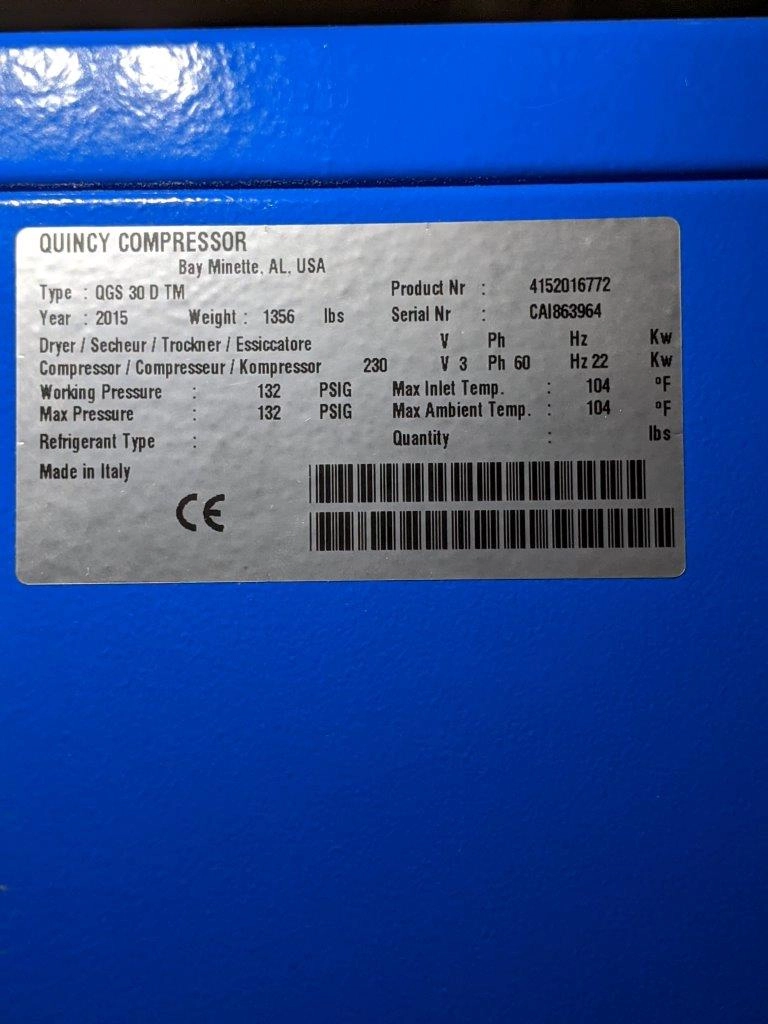 QUINCY COMPRESSOR
Bay Minette, AL, USA
Type : QGS 30 D TM Product Nr : 4152016772
Year : 2015 Weight : 1356 lbs Serial Nr : CAI863964
Dryer / Secheur / Trockner / Essiccatore V Ph Hz Kw
Compressor / Compresseur / Kompressor 230 V 3 Ph 60 Hz 22 Kw
Working Pressure : 132 PSIG Max Inlet Temp. : 104 °F
Max Pressure : 132 PSIG Max Ambient Temp. : 104 °F
Refrigerant Type : Quantity : lbs
Made in Italy
CE